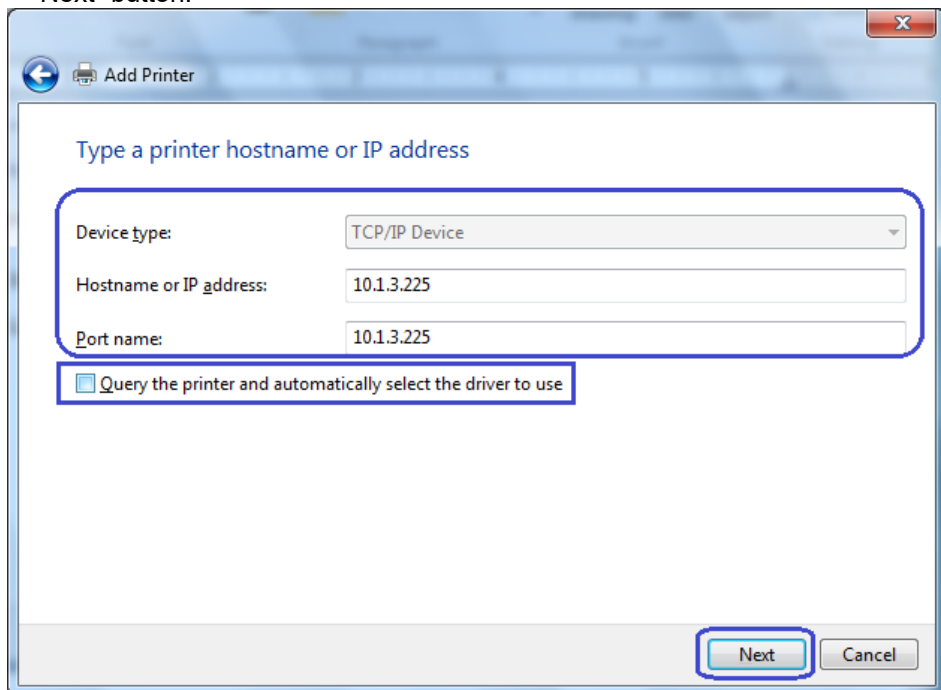 "Next" button.
Add Printer
Type a printer hostname or IP address
Device type: TCP/IP Device
Hostname or IP address: 10.1.3.225
Port name: 10.1.3.225
Query the printer and automatically select the driver to use
Next Cancel